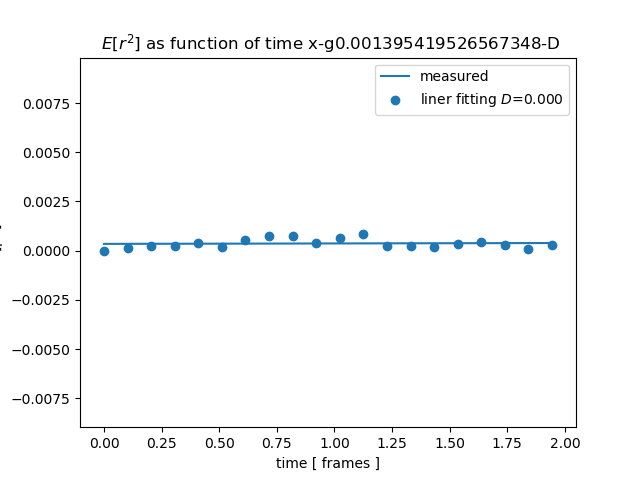 E[r²] as function of time x-g0.001395419526567348-D
measured
liner fitting D=0.000
0.0075
0.0050
0.0025
0.0000
−0.0025
−0.0050
−0.0075
0.00 0.25 0.50 0.75 1.00 1.25 1.50 1.75 2.00
time [ frames ]